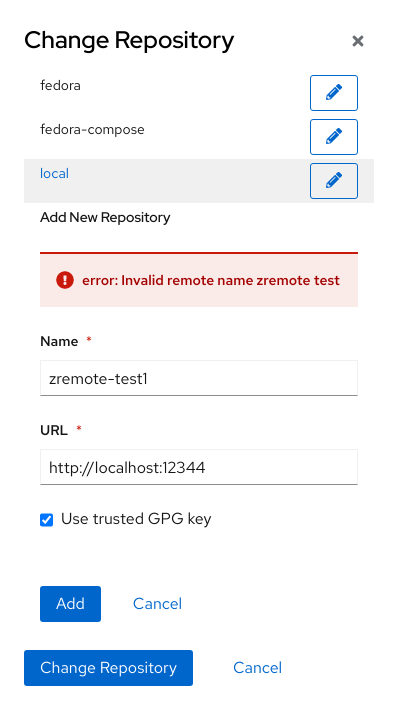 Change Repository
fedora
fedora-compose
local
Add New Repository
error: Invalid remote name zremote test
Name *
zremote-test1
URL *
http://localhost:12344
Use trusted GPG key
Add Cancel
Change Repository Cancel